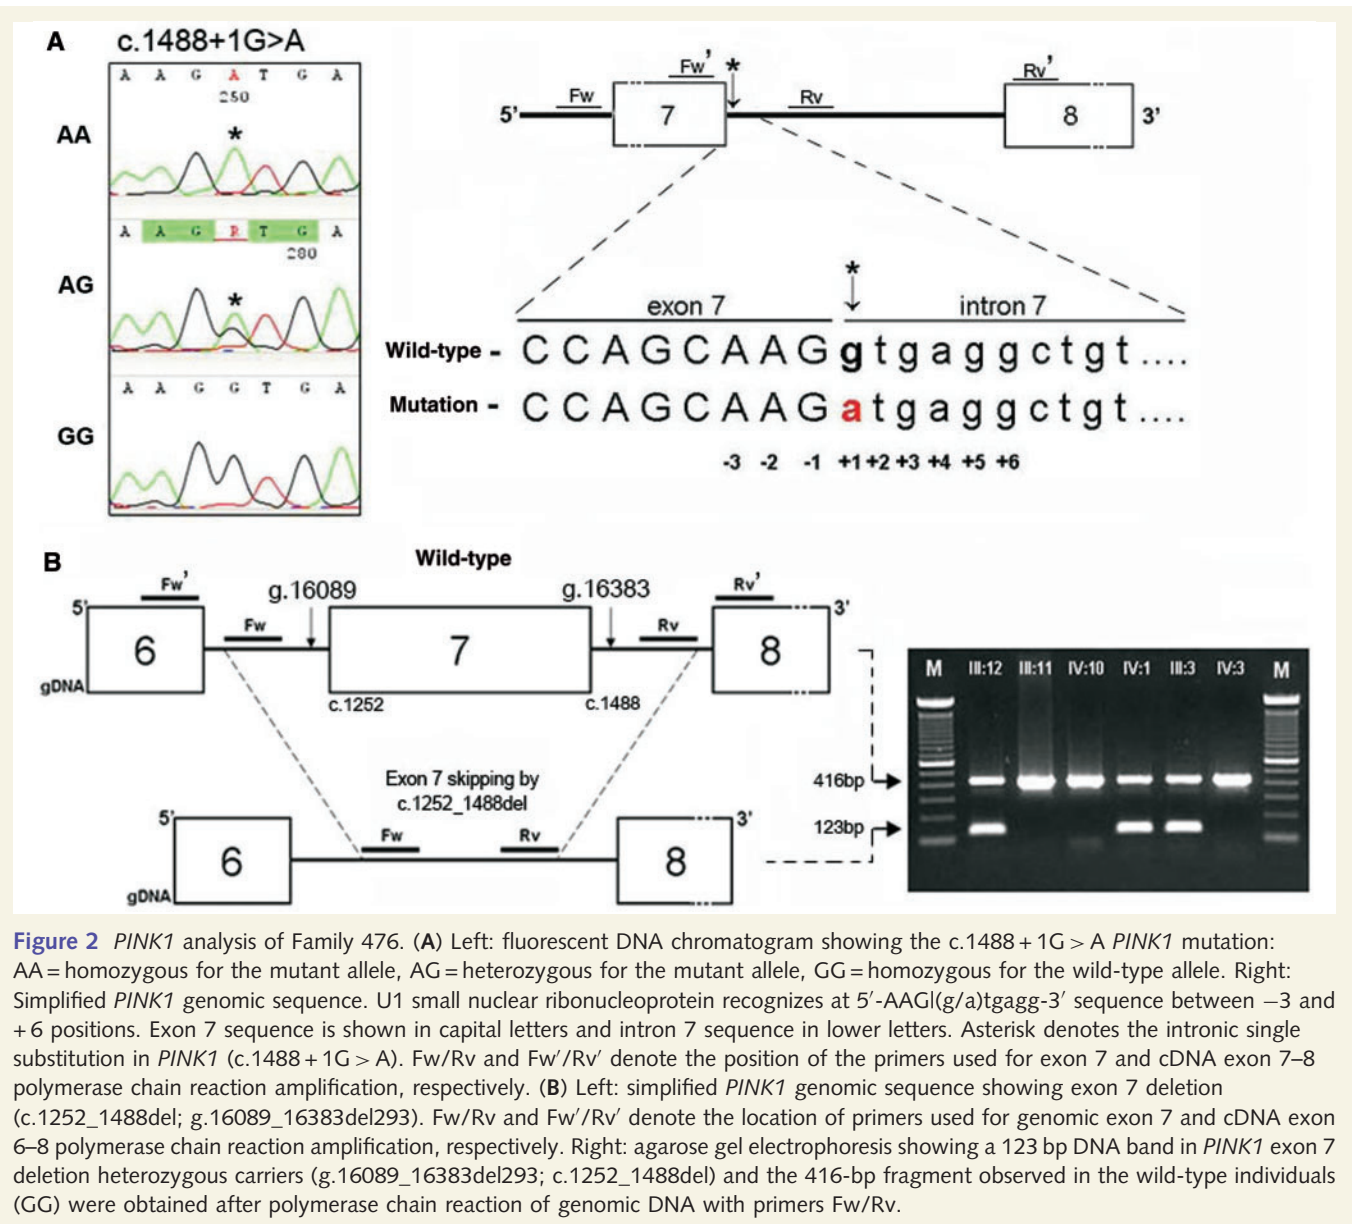 A
c.1488+1G>A
A A G A T G A
250
*
AA
A A G R T G A
280
*
AG
A A G G T G A
GG
Fw
Fw'
*
Rv
Rv'
5'
7
8
3'
*
exon 7
intron 7
Wild-type - C C A G C A A G g t g a g g c t g t ....
Mutation - C C A G C A A G a t g a g g c t g t ....
-3 -2 -1 +1 +2 +3 +4 +5 +6
B
Wild-type
Fw'
g.16089
g.16383
Rv'
5'
3'
Fw
Rv
6
7
8
gDNA
c.1252
c.1488
Exon 7 skipping by
c.1252_1488del
5'
3'
Fw
Rv
6
8
gDNA
M III:12 III:11 IV:10 IV:1 III:3 IV:3 M
416bp
123bp
Figure 2 PINK1 analysis of Family 476. (A) Left: fluorescent DNA chromatogram showing the c.1488 + 1G > A PINK1 mutation:
AA = homozygous for the mutant allele, AG = heterozygous for the mutant allele, GG = homozygous for the wild-type allele. Right:
Simplified PINK1 genomic sequence. U1 small nuclear ribonucleoprotein recognizes at 5′-AAG|(g/a)tgagg-3′ sequence between −3 and
+ 6 positions. Exon 7 sequence is shown in capital letters and intron 7 sequence in lower letters. Asterisk denotes the intronic single
substitution in PINK1 (c.1488 + 1G > A). Fw/Rv and Fw′/Rv′ denote the position of the primers used for exon 7 and cDNA exon 7–8
polymerase chain reaction amplification, respectively. (B) Left: simplified PINK1 genomic sequence showing exon 7 deletion
(c.1252_1488del; g.16089_16383del293). Fw/Rv and Fw′/Rv′ denote the location of primers used for genomic exon 7 and cDNA exon
6–8 polymerase chain reaction amplification, respectively. Right: agarose gel electrophoresis showing a 123 bp DNA band in PINK1 exon 7
deletion heterozygous carriers (g.16089_16383del293; c.1252_1488del) and the 416-bp fragment observed in the wild-type individuals
(GG) were obtained after polymerase chain reaction of genomic DNA with primers Fw/Rv.